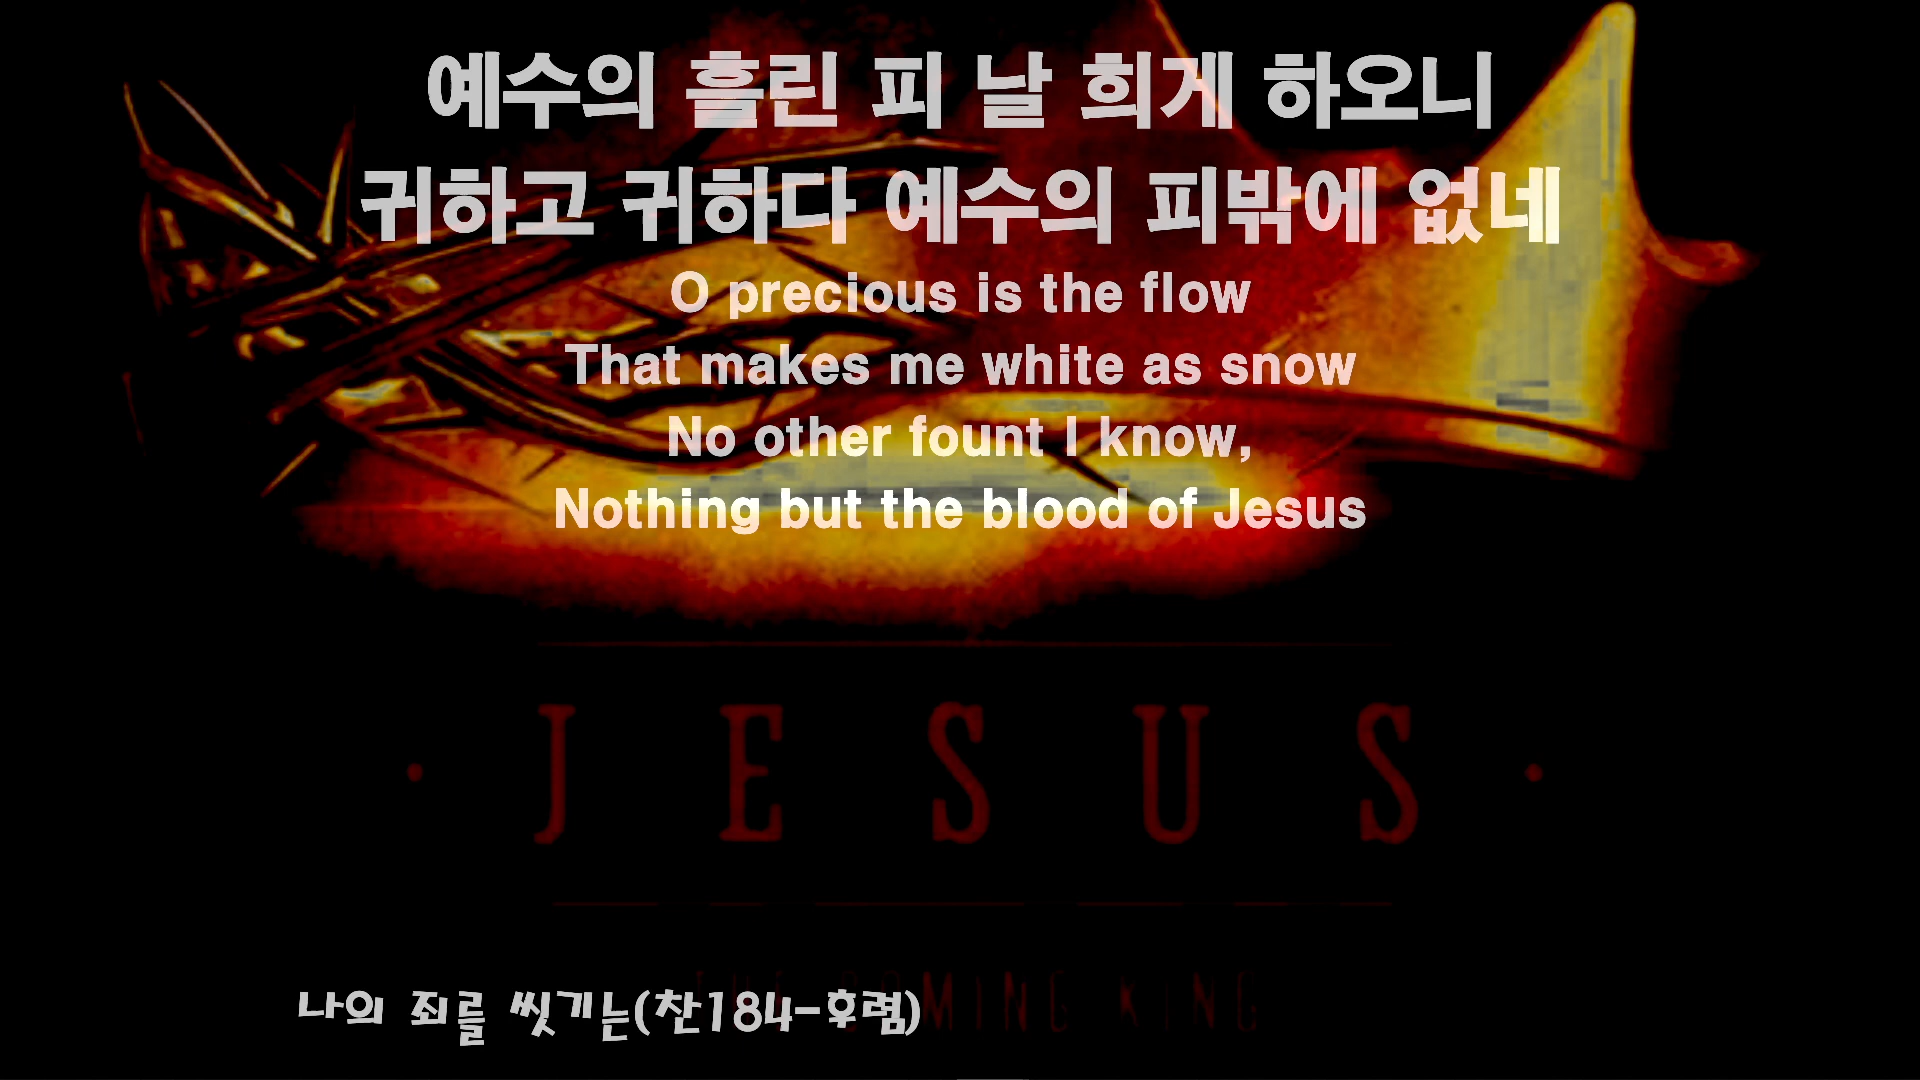 예수의 흘린 피 날 희게 하오니
귀하고 귀하다 예수의 피밖에 없네
O precious is the flow
That makes me white as snow
No other fount I know,
Nothing but the blood of Jesus
· JESUS ·
THE COMING KING
나의 죄를 씻기는(찬184-후렴)